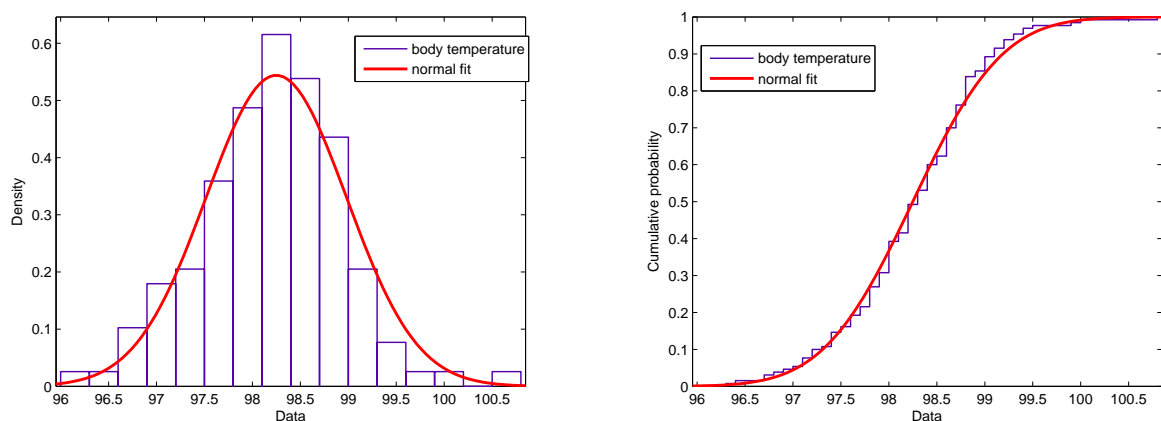 0.6
0.5
0.4
0.3
0.2
0.1
0
Density
body temperature
normal fit
96 96.5 97 97.5 98 98.5 99 99.5 100 100.5
Data
1
0.9
0.8
0.7
0.6
0.5
0.4
0.3
0.2
0.1
0
Cumulative probability
body temperature
normal fit
96 96.5 97 97.5 98 98.5 99 99.5 100 100.5
Data